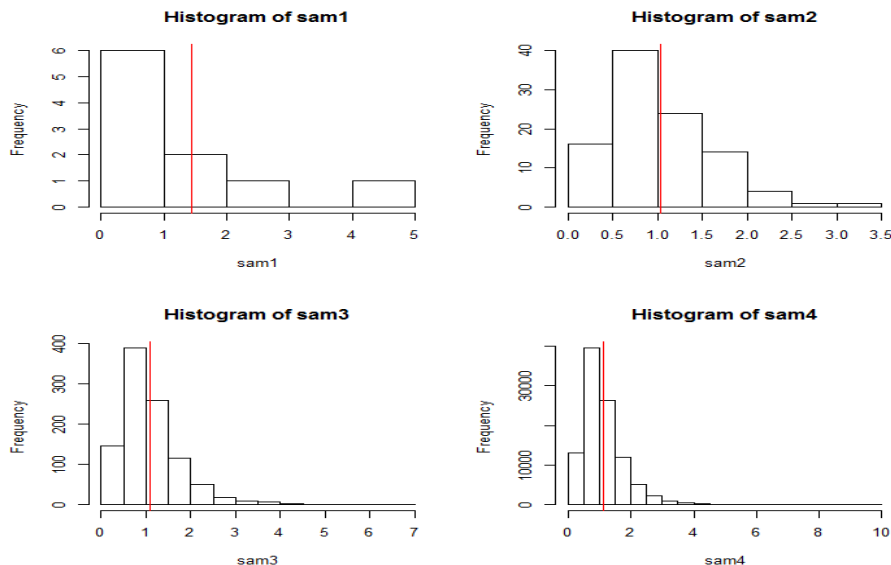 Histogram of sam1
Frequency
0 1 2 3 4 5 6
0 1 2 3 4 5
sam1
Histogram of sam2
Frequency
0 10 20 30 40
0.0 0.5 1.0 1.5 2.0 2.5 3.0 3.5
sam2
Histogram of sam3
Frequency
0 100 200 300 400
0 1 2 3 4 5 6 7
sam3
Histogram of sam4
Frequency
0 10000 30000
0 2 4 6 8 10
sam4